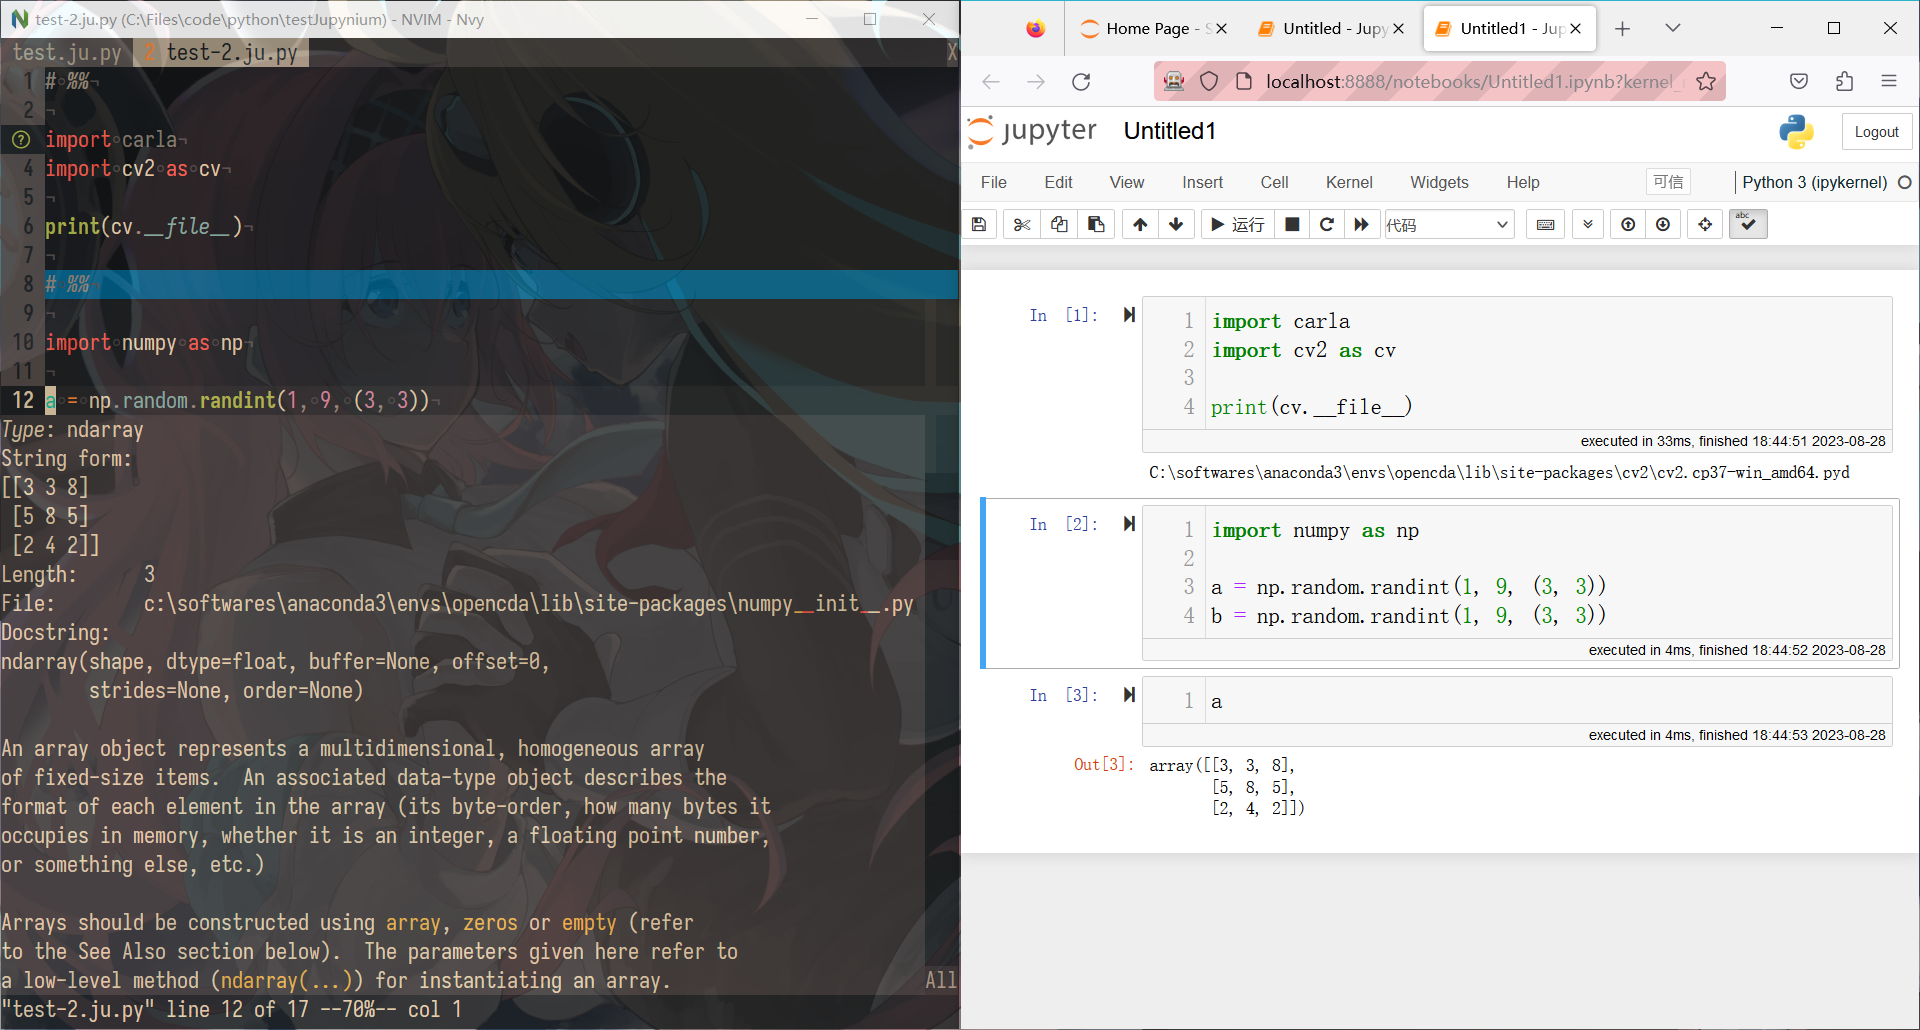 test-2.ju.py (C:\Files\code\python\testJupynium) - NVIM - Nvy
test.ju.py 2 test-2.ju.py X
1 # %%
2
import carla
4 import cv2 as cv
5
6 print(cv.__file__)
7
8 # %%
9
10 import numpy as np
11
12 a = np.random.randint(1, 9, (3, 3))
Type: ndarray
String form:
[[3 3 8]
[5 8 5]
[2 4 2]]
Length: 3
File: c:\softwares\anaconda3\envs\opencda\lib\site-packages\numpy__init__.py
Docstring:
ndarray(shape, dtype=float, buffer=None, offset=0,
strides=None, order=None)
An array object represents a multidimensional, homogeneous array
of fixed-size items.  An associated data-type object describes the
format of each element in the array (its byte-order, how many bytes it
occupies in memory, whether it is an integer, a floating point number,
or something else, etc.)
Arrays should be constructed using array, zeros or empty (refer
to the See Also section below).  The parameters given here refer to
a low-level method (ndarray(...)) for instantiating an array. All
"test-2.ju.py" line 12 of 17 --70%-- col 1
Home Page - S Untitled - Jupy Untitled1 - Jup
localhost:8888/notebooks/Untitled1.ipynb?kernel_
jupyter Untitled1 Logout
File Edit View Insert Cell Kernel Widgets Help 可信 Python 3 (ipykernel)
运行 代码 abc
In [1]:
1 import carla
2 import cv2 as cv
3
4 print(cv.__file__)
executed in 33ms, finished 18:44:51 2023-08-28
C:\softwares\anaconda3\envs\opencda\lib\site-packages\cv2\cv2.cp37-win_amd64.pyd
In [2]:
1 import numpy as np
2
3 a = np.random.randint(1, 9, (3, 3))
4 b = np.random.randint(1, 9, (3, 3))
executed in 4ms, finished 18:44:52 2023-08-28
In [3]:
1 a
executed in 4ms, finished 18:44:53 2023-08-28
Out[3]: array([[3, 3, 8],
[5, 8, 5],
[2, 4, 2]])